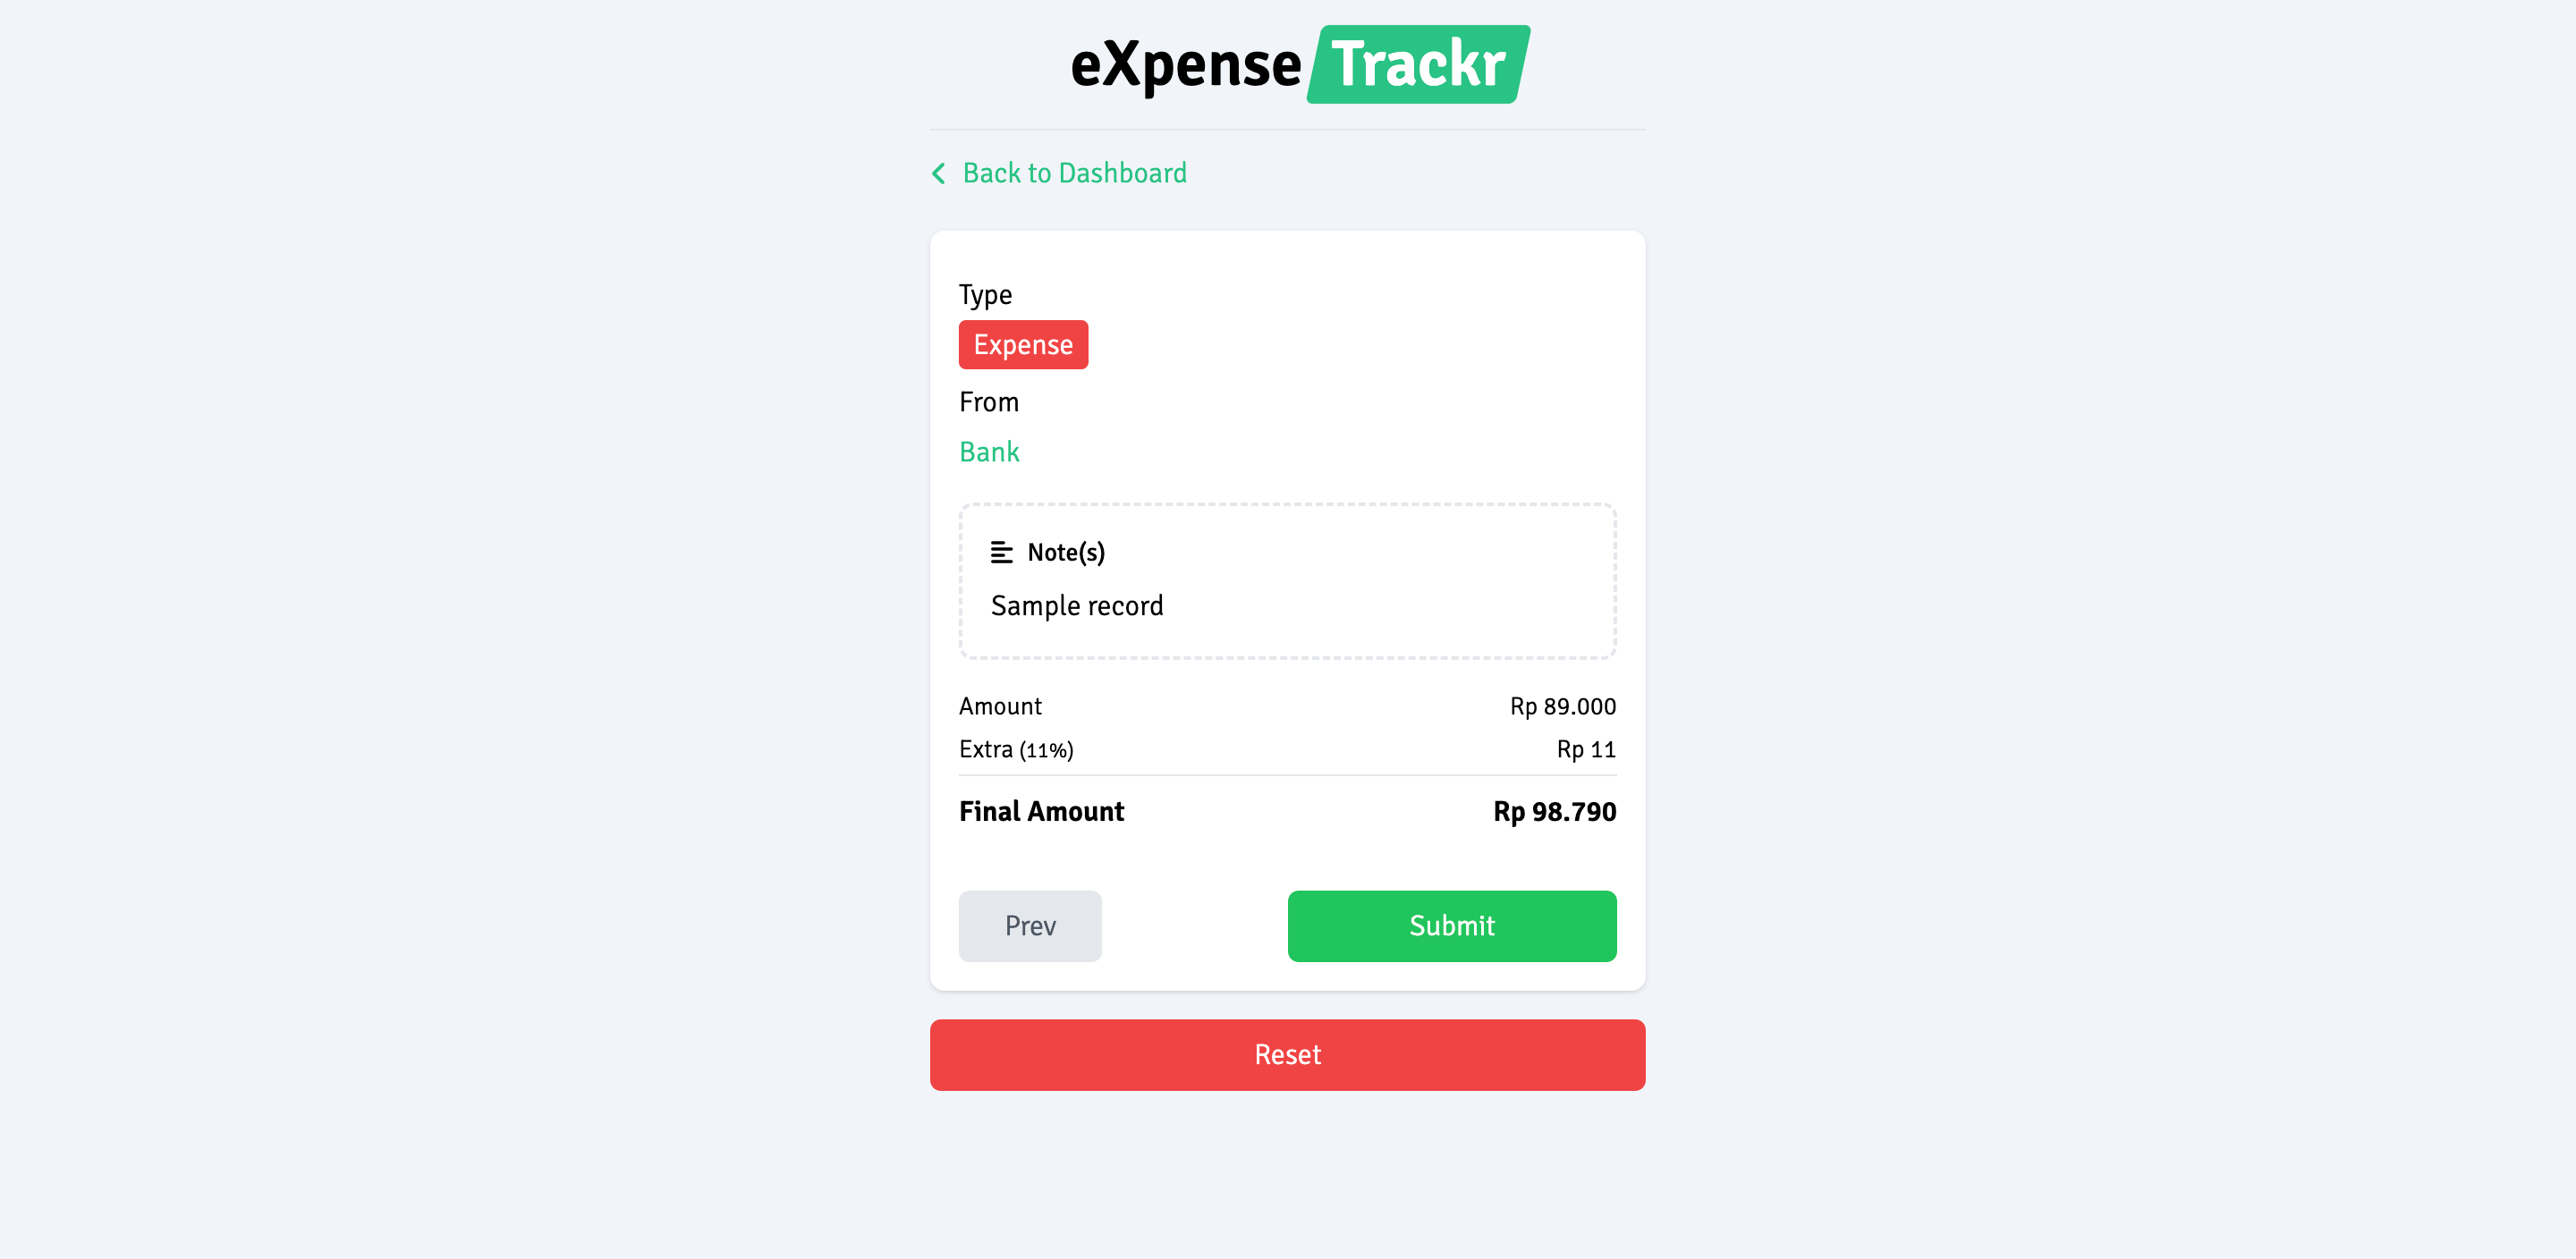 eXpense Trackr
Back to Dashboard
Type
Expense
From
Bank
Note(s)
Sample record
Amount Rp 89.000
Extra (11%) Rp 11
Final Amount Rp 98.790
Prev Submit
Reset